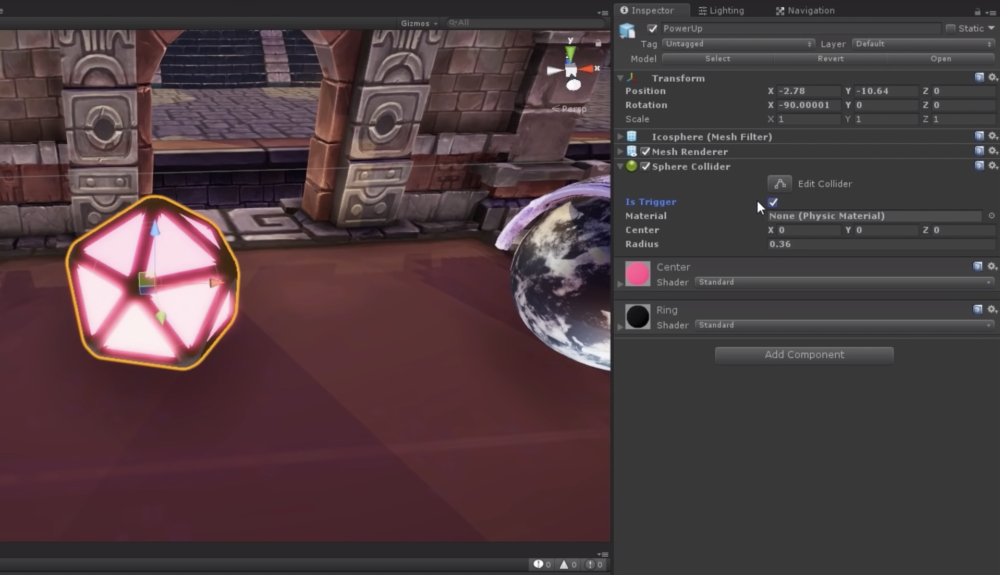 e
Gizmos
All
y
x
Persp
Inspector
Lighting
Navigation
PowerUp
Static
Tag Untagged Layer Default
Model Select Revert Open
Transform
Position X -2.78 Y -10.64 Z 0
Rotation X -90.00001 Y 0 Z 0
Scale X 1 Y 1 Z 1
Icosphere (Mesh Filter)
Mesh Renderer
Sphere Collider
Edit Collider
Is Trigger
Material None (Physic Material)
Center X 0 Y 0 Z 0
Radius 0.36
Center
Shader Standard
Ring
Shader Standard
Add Component
0 0 0